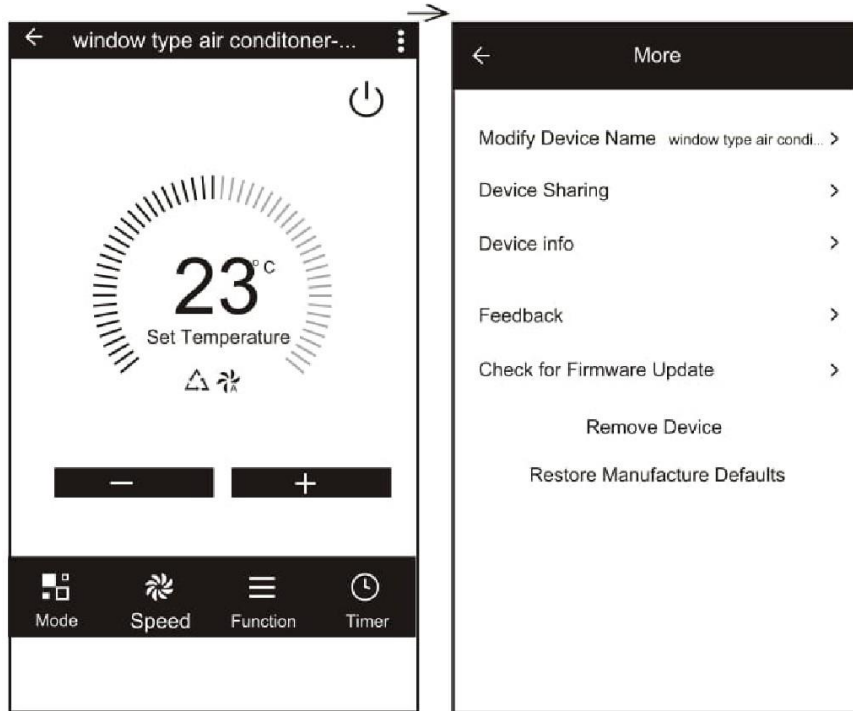 window type air conditoner-...
23°C
Set Temperature
A
Mode
Speed
Function
Timer
More
Modify Device Name window type air condi...
Device Sharing
Device info
Feedback
Check for Firmware Update
Remove Device
Restore Manufacture Defaults